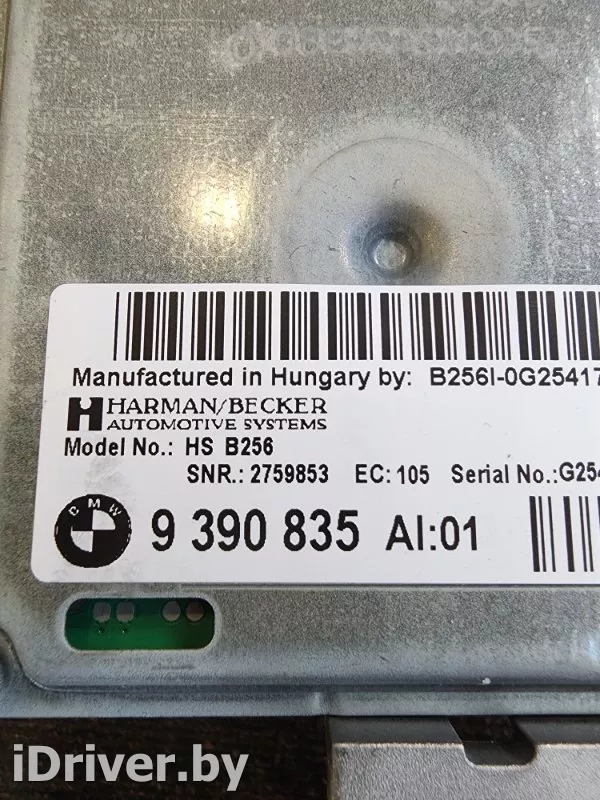 Manufactured in Hungary by: B256I-0G25417
HARMAN/BECKER
AUTOMOTIVE SYSTEMS
Model No.: HS B256
SNR.: 2759853 EC: 105 Serial No.:G254
BMW 9 390 835 AI:01
iDriver.by